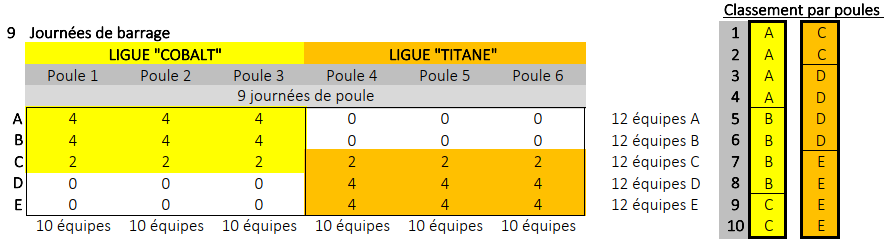 Classement par poules
9 Journées de barrage
LIGUE "COBALT" LIGUE "TITANE"
Poule 1 Poule 2 Poule 3 Poule 4 Poule 5 Poule 6
9 journées de poule
A 4 4 4 0 0 0 12 équipes A
B 4 4 4 0 0 0 12 équipes B
C 2 2 2 2 2 2 12 équipes C
D 0 0 0 4 4 4 12 équipes D
E 0 0 0 4 4 4 12 équipes E
10 équipes 10 équipes 10 équipes 10 équipes 10 équipes 10 équipes
1 A C
2 A C
3 A D
4 A D
5 B D
6 B D
7 B E
8 B E
9 C E
10 C E